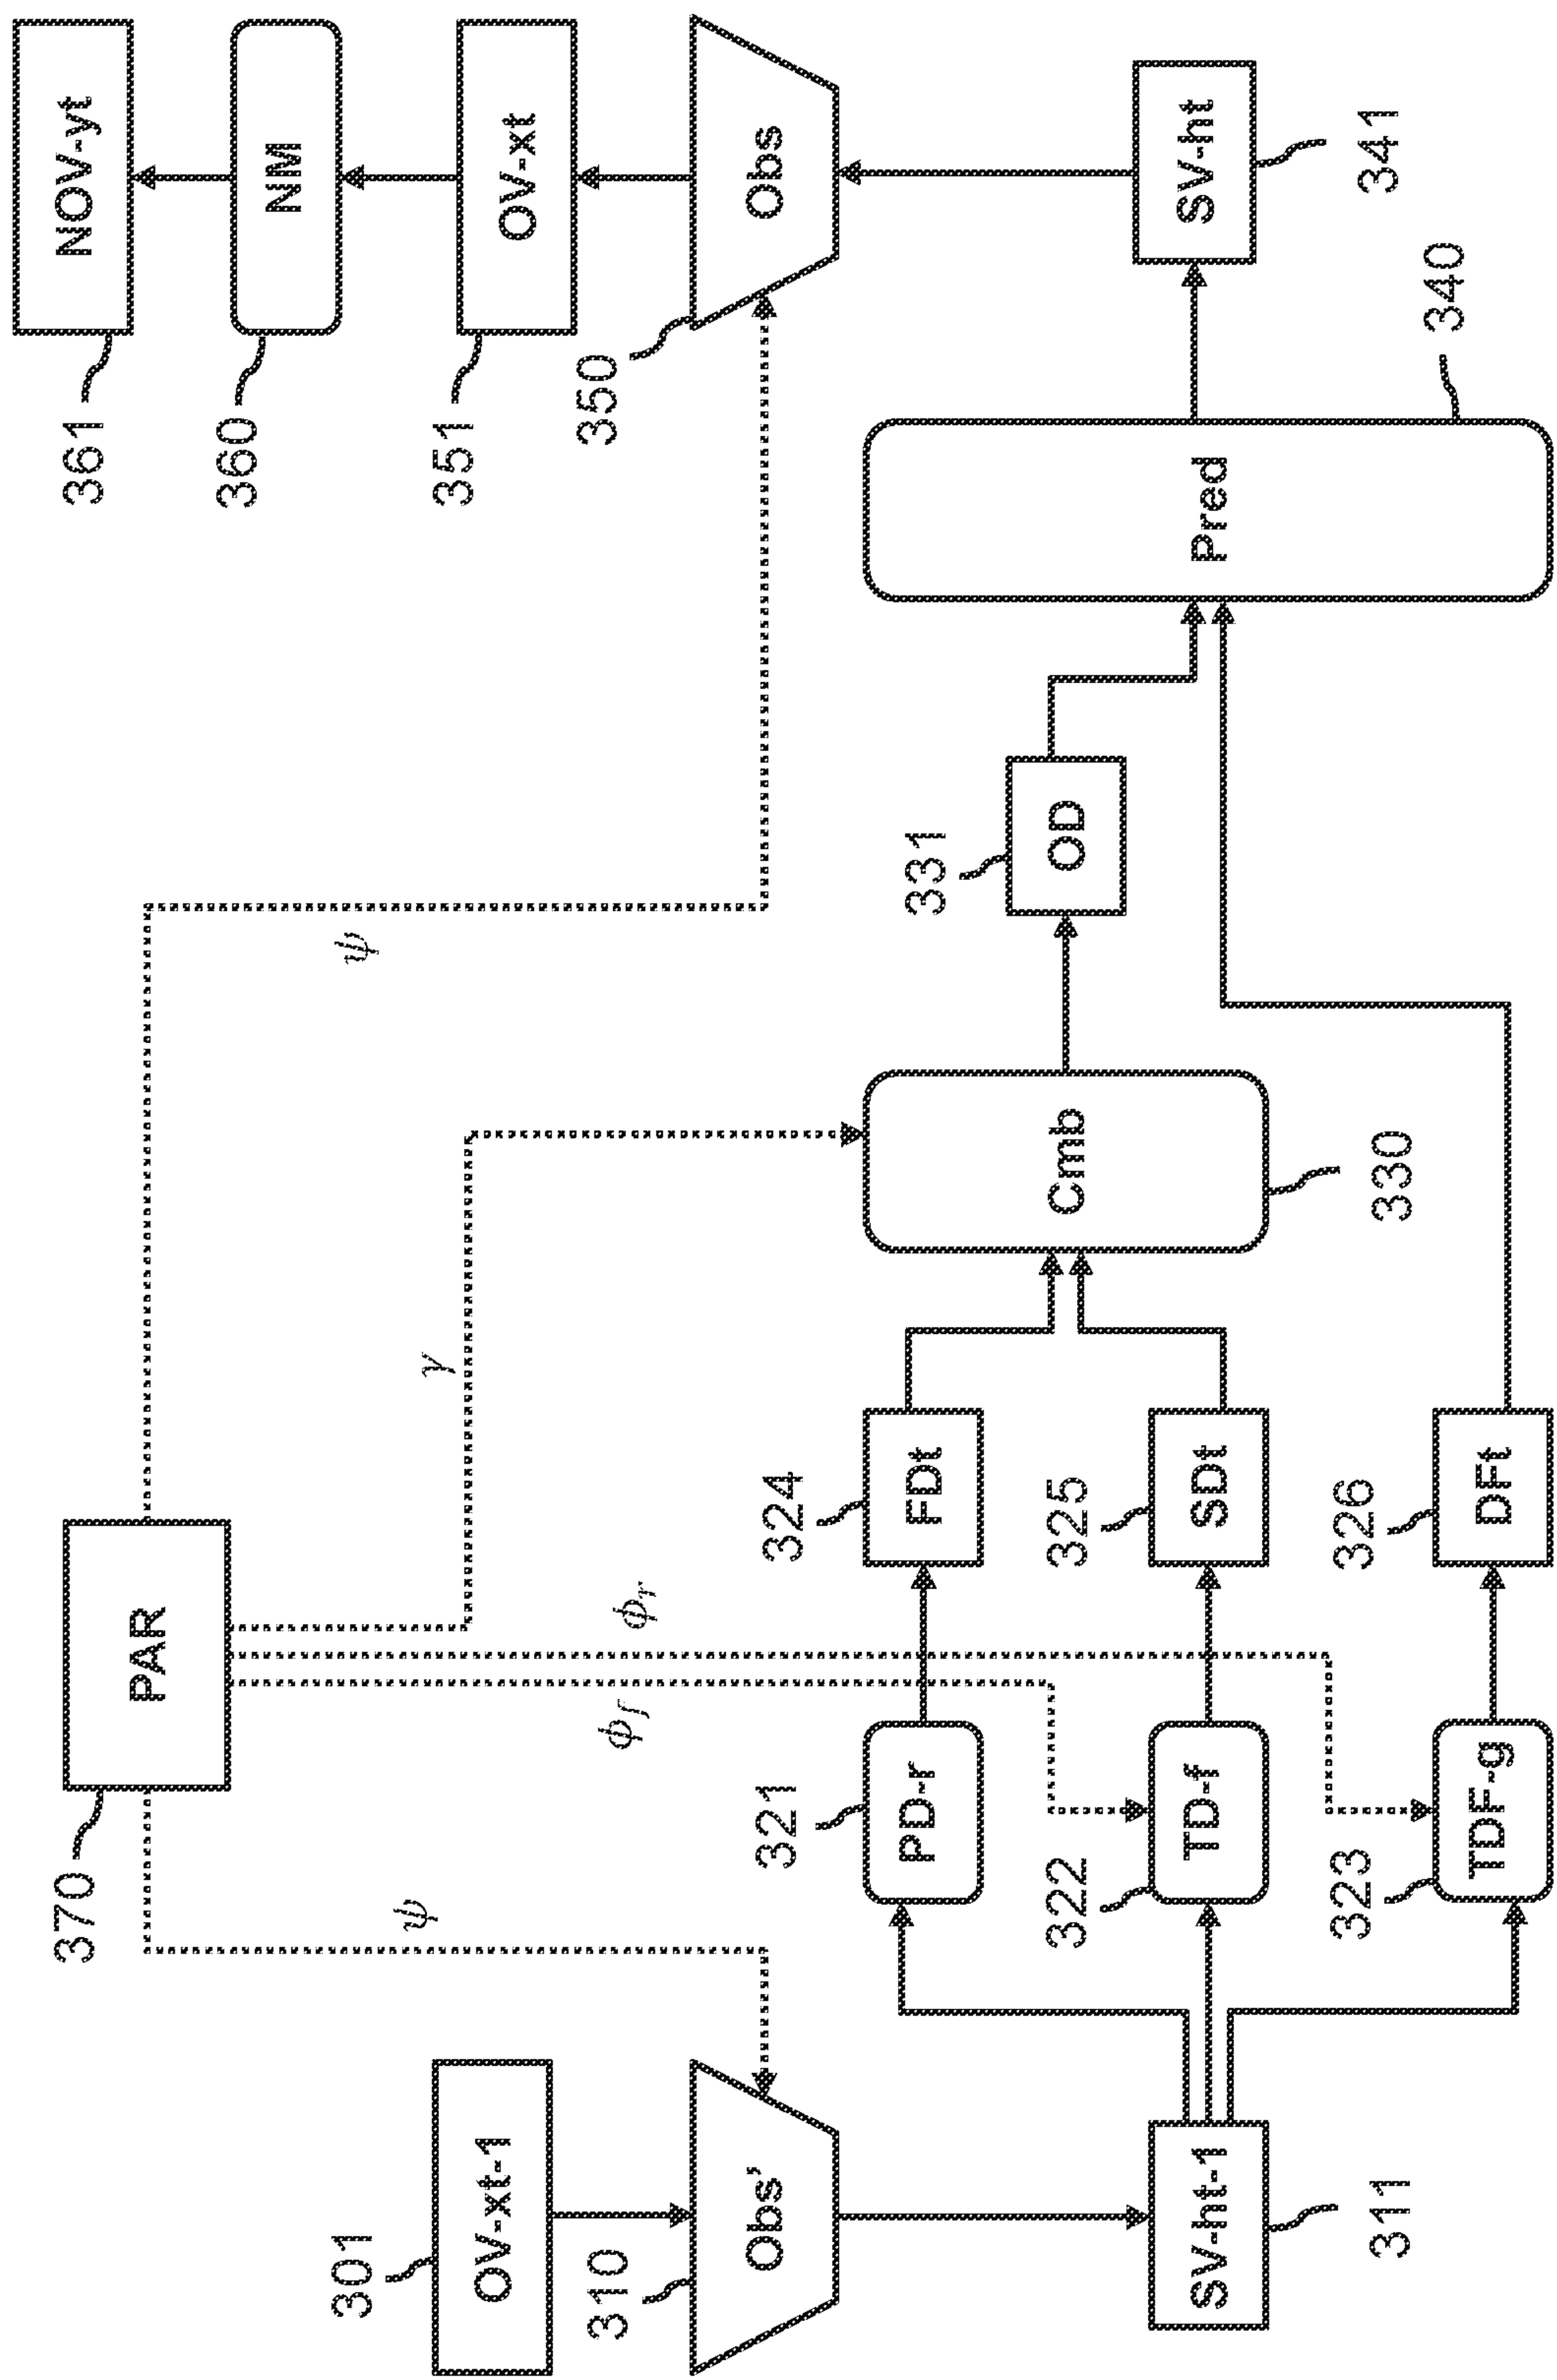 370
361
NOV-yt
PAR
360
NM
301
ψ
ψ
γ
351
OV-xt-1
OV-xt
310
ϕf
ϕr
350
Obs'
Obs
321
324
PD-r
FDt
331
322
325
Cmb
OD
SV-ht-1
TD-f
SDt
Pred
SV-ht
311
323
326
330
341
TDF-g
DFt
340